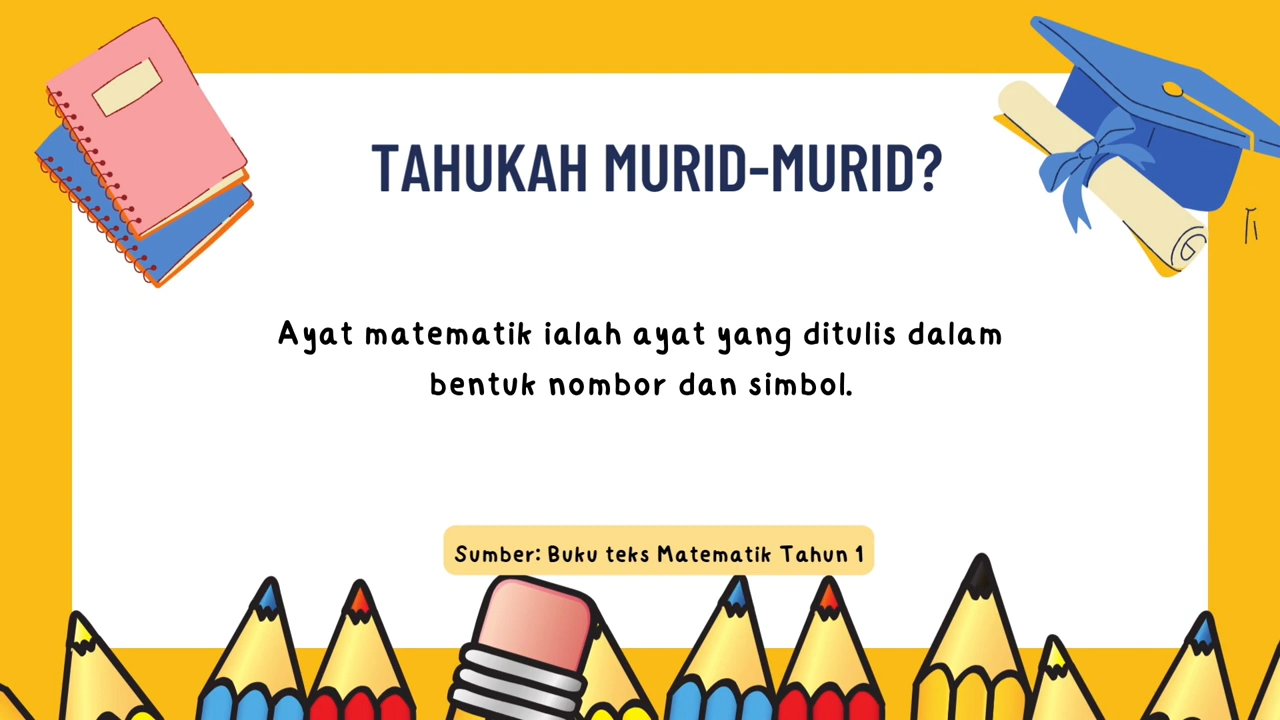 TAHUKAH MURID-MURID?
Ayat matematik ialah ayat yang ditulis dalam
bentuk nombor dan simbol.
Sumber: Buku teks Matematik Tahun 1